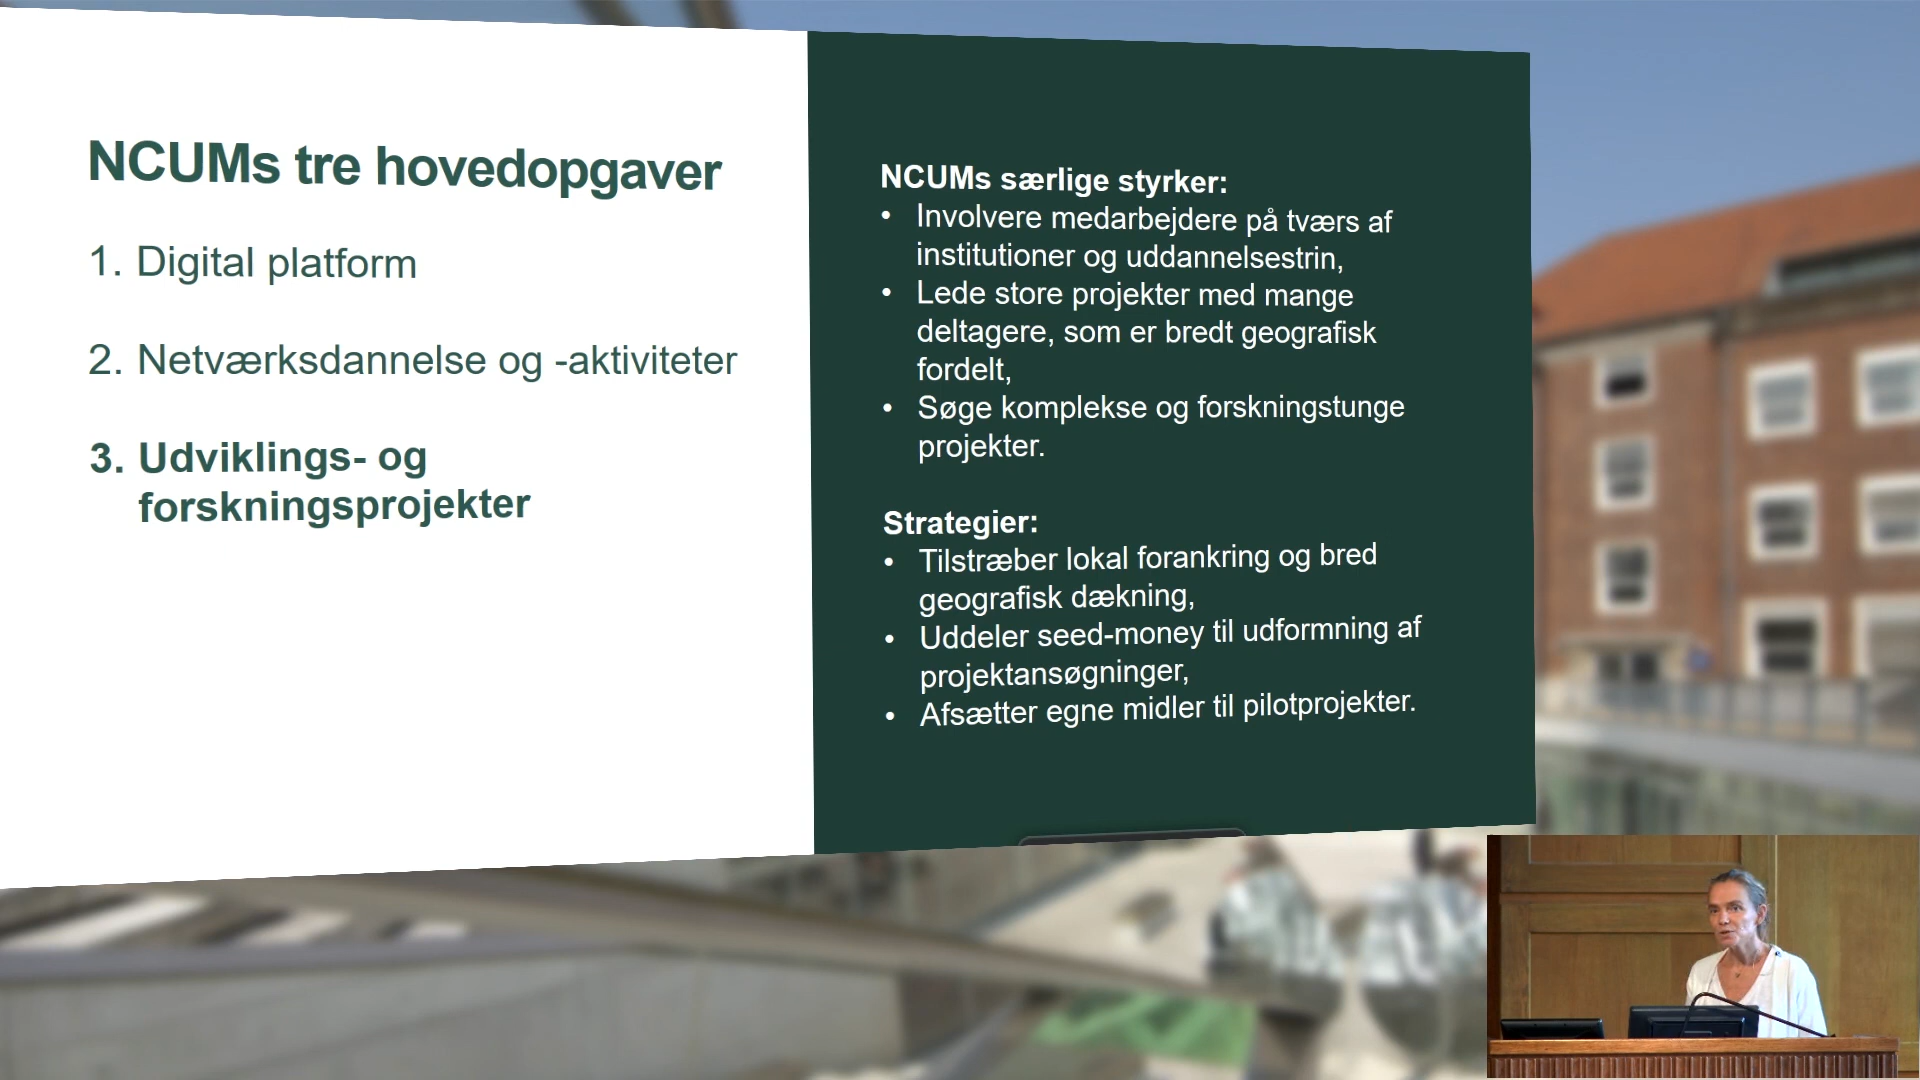 NCUMs tre hovedopgaver
1. Digital platform
2. Netværksdannelse og -aktiviteter
3. Udviklings- og
forskningsprojekter
NCUMs særlige styrker:
• Involvere medarbejdere på tværs af
institutioner og uddannelsestrin,
• Lede store projekter med mange
deltagere, som er bredt geografisk
fordelt,
• Søge komplekse og forskningstunge
projekter.
Strategier:
• Tilstræber lokal forankring og bred
geografisk dækning,
• Uddeler seed-money til udformning af
projektansøgninger,
• Afsætter egne midler til pilotprojekter.